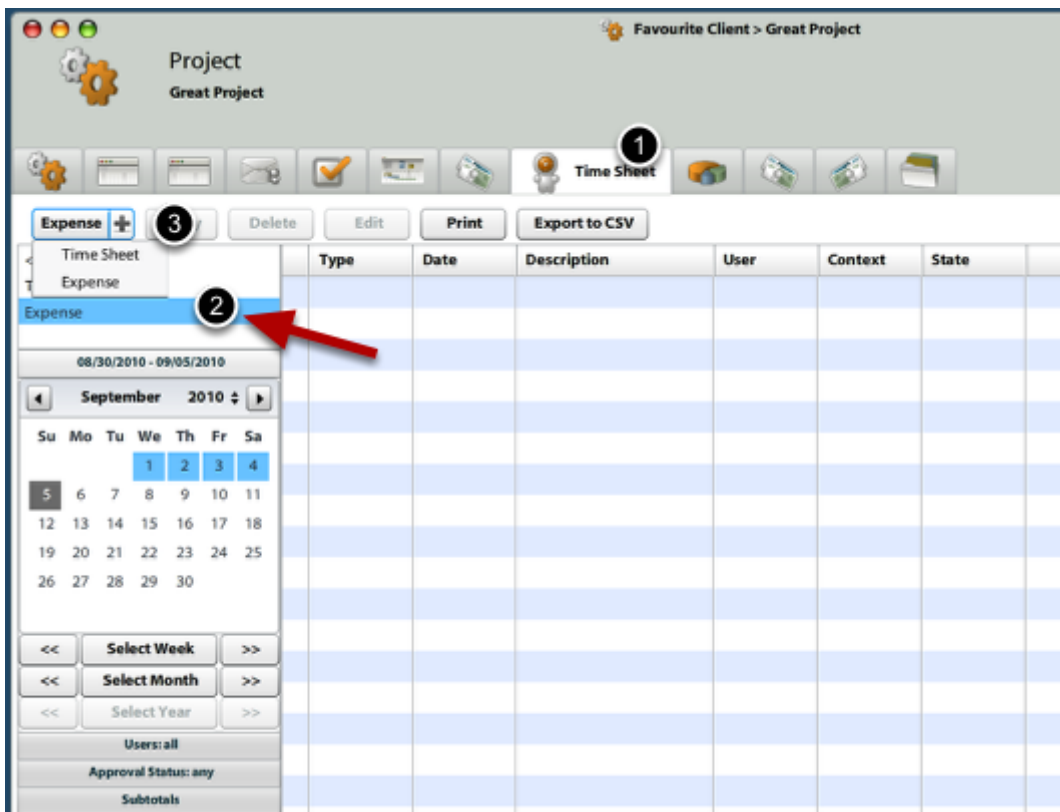 Favourite Client > Great Project
Project
Great Project
1
Time Sheet
Expense + 3 Delete Edit Print Export to CSV
Time Sheet
Expense
Type Date Description User Context State
<
T
Expense 2
08/30/2010 - 09/05/2010
September 2010
Su Mo Tu We Th Fr Sa
1 2 3 4
5 6 7 8 9 10 11
12 13 14 15 16 17 18
19 20 21 22 23 24 25
26 27 28 29 30
<< Select Week >>
<< Select Month >>
<< Select Year >>
Users: all
Approval Status: any
Subtotals